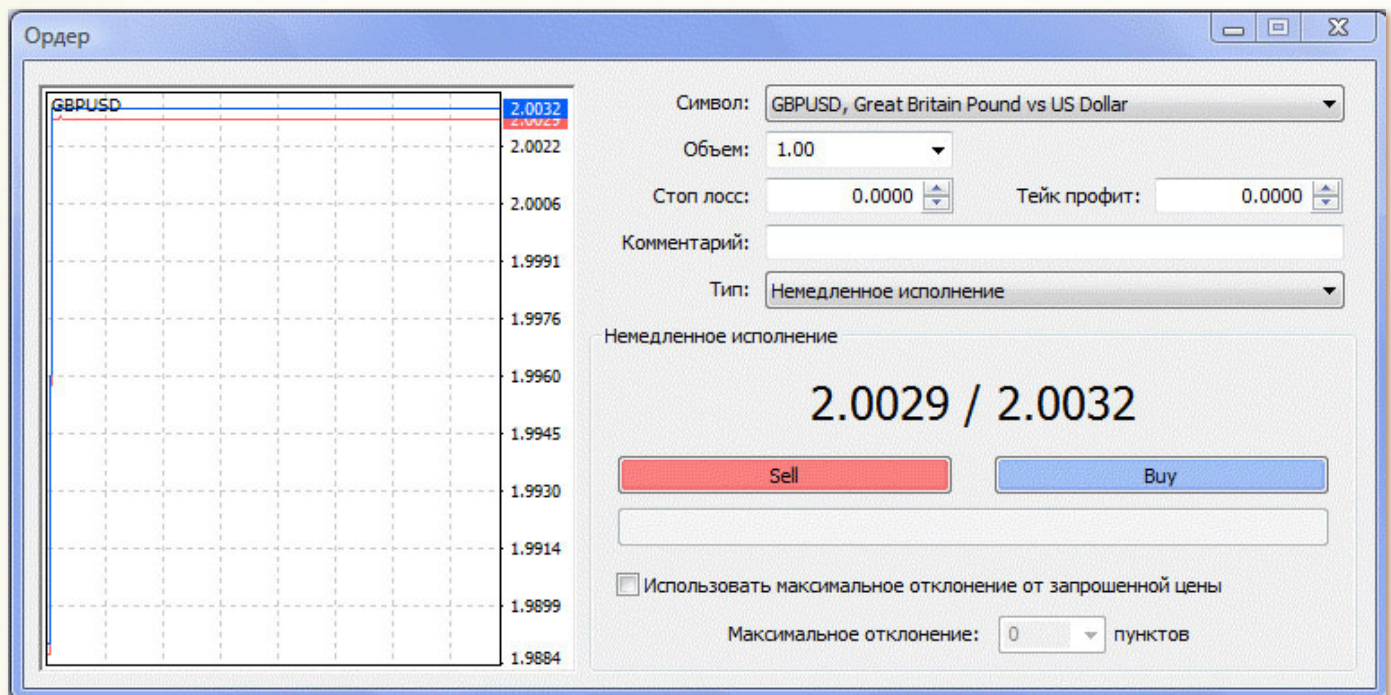 Ордер
GBPUSD
2.0032
2.0029
2.0022
2.0006
1.9991
1.9976
1.9960
1.9945
1.9930
1.9914
1.9899
1.9884
Символ: GBPUSD, Great Britain Pound vs US Dollar
Объем: 1.00
Стоп лосс: 0.0000 Тейк профит: 0.0000
Комментарий:
Тип: Немедленное исполнение
Немедленное исполнение
2.0029 / 2.0032
Sell Buy
Использовать максимальное отклонение от запрошенной цены
Максимальное отклонение: 0 пунктов